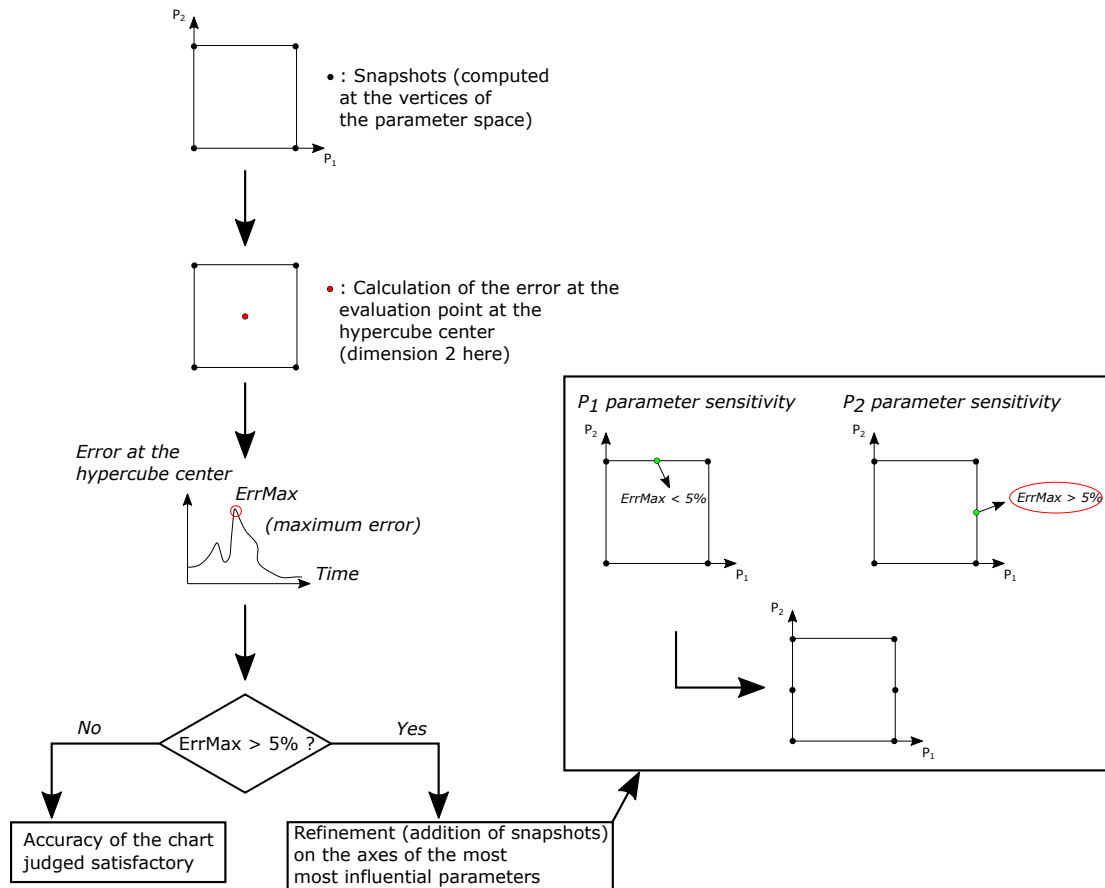 P2
• : Snapshots (computed
at the vertices of
the parameter space)
P1
• : Calculation of the error at the
evaluation point at the
hypercube center
(dimension 2 here)
Error at the
hypercube center
ErrMax
(maximum error)
Time
No
ErrMax > 5% ?
Yes
Accuracy of the chart
judged satisfactory
Refinement (addition of snapshots)
on the axes of the most
most influential parameters
P1 parameter sensitivity
P2
ErrMax < 5%
P1
P2 parameter sensitivity
P2
ErrMax > 5%
P1
P2
P1